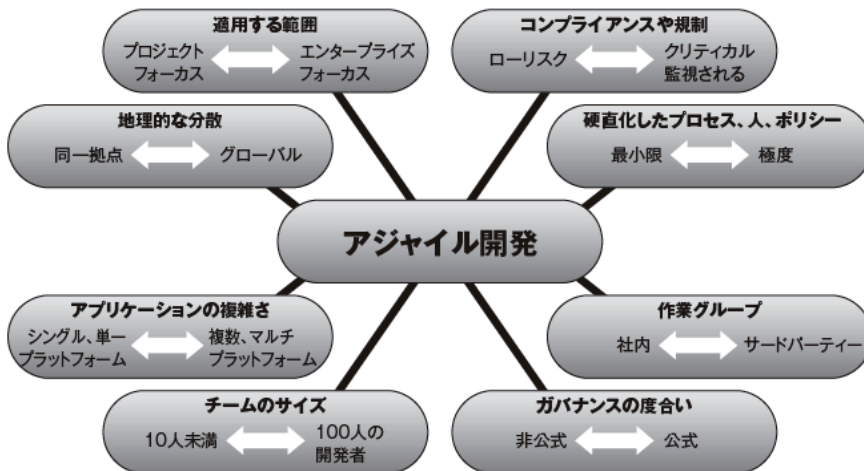 適用する範囲
プロジェクト
フォーカス
エンタープライズ
フォーカス
コンプライアンスや規制
ローリスク
クリティカル
監視される
地理的な分散
同一拠点
グローバル
硬直化したプロセス、人、ポリシー
最小限
極度
アジャイル開発
アプリケーションの複雑さ
シングル、単一
プラットフォーム
複数、マルチ
プラットフォーム
作業グループ
社内
サードパーティー
チームのサイズ
10人未満
100人の
開発者
ガバナンスの度合い
非公式
公式